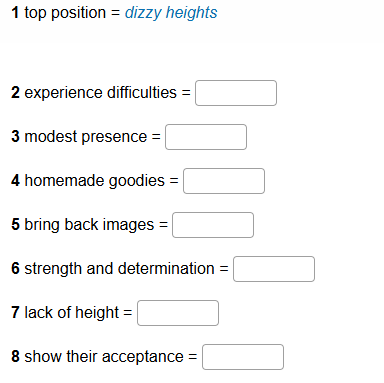 1 top position = dizzy heights
2 experience difficulties =
3 modest presence =
4 homemade goodies =
5 bring back images =
6 strength and determination =
7 lack of height =
8 show their acceptance =